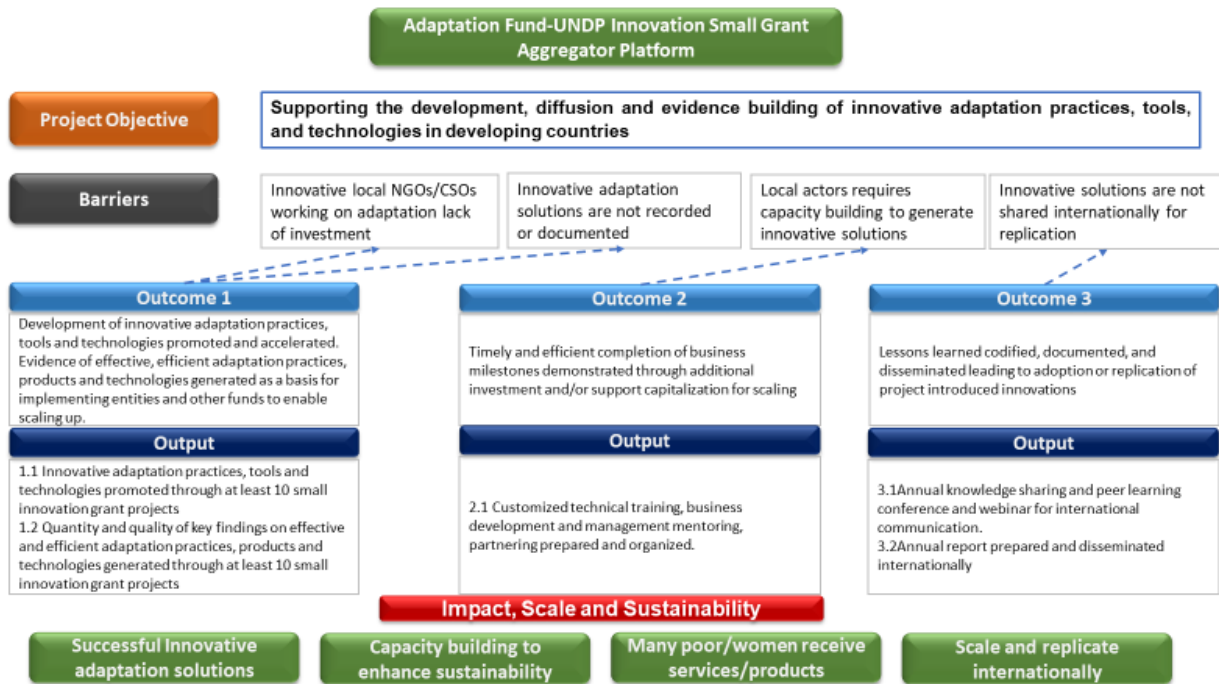 Adaptation Fund-UNDP Innovation Small Grant
Aggregator Platform
Project Objective
Supporting the development, diffusion and evidence building of innovative adaptation practices, tools,
and technologies in developing countries
Barriers
Innovative local NGOs/CSOs
working on adaptation lack
of investment
Innovative adaptation
solutions are not recorded
or documented
Local actors requires
capacity building to generate
innovative solutions
Innovative solutions are not
shared internationally for
replication
Outcome 1
Development of innovative adaptation practices,
tools and technologies promoted and accelerated.
Evidence of effective, efficient adaptation practices,
products and technologies generated as a basis for
implementing entities and other funds to enable
scaling up.
Output
1.1 Innovative adaptation practices, tools and
technologies promoted through at least 10 small
innovation grant projects
1.2 Quantity and quality of key findings on effective
and efficient adaptation practices, products and
technologies generated through at least 10 small
innovation grant projects
Outcome 2
Timely and efficient completion of business
milestones demonstrated through additional
investment and/or support capitalization for scaling
Output
2.1 Customized technical training, business
development and management mentoring,
partnering prepared and organized.
Outcome 3
Lessons learned codified, documented, and
disseminated leading to adoption or replication of
project introduced innovations
Output
3.1Annual knowledge sharing and peer learning
conference and webinar for international
communication.
3.2Annual report prepared and disseminated
internationally
Impact, Scale and Sustainability
Successful Innovative
adaptation solutions
Capacity building to
enhance sustainability
Many poor/women receive
services/products
Scale and replicate
internationally